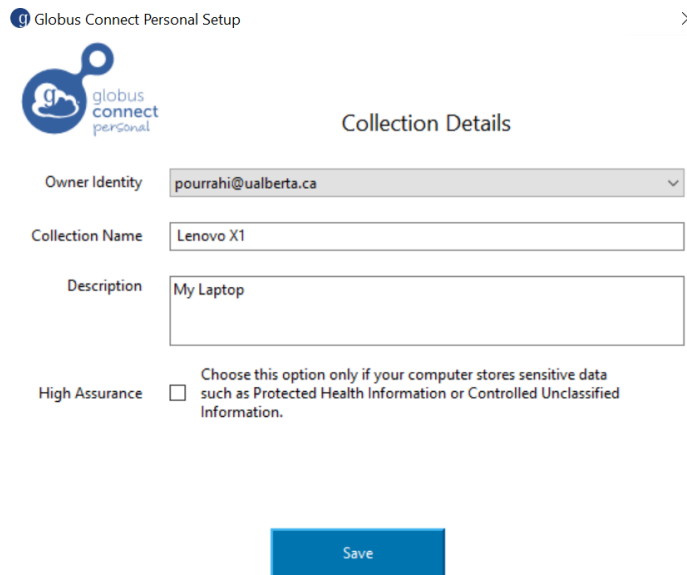 Globus Connect Personal Setup
g
globus
connect
personal
Collection Details
Owner Identity
pourrahi@ualberta.ca
Collection Name
Lenovo X1
Description
My Laptop
High Assurance
Choose this option only if your computer stores sensitive data
such as Protected Health Information or Controlled Unclassified
Information.
Save